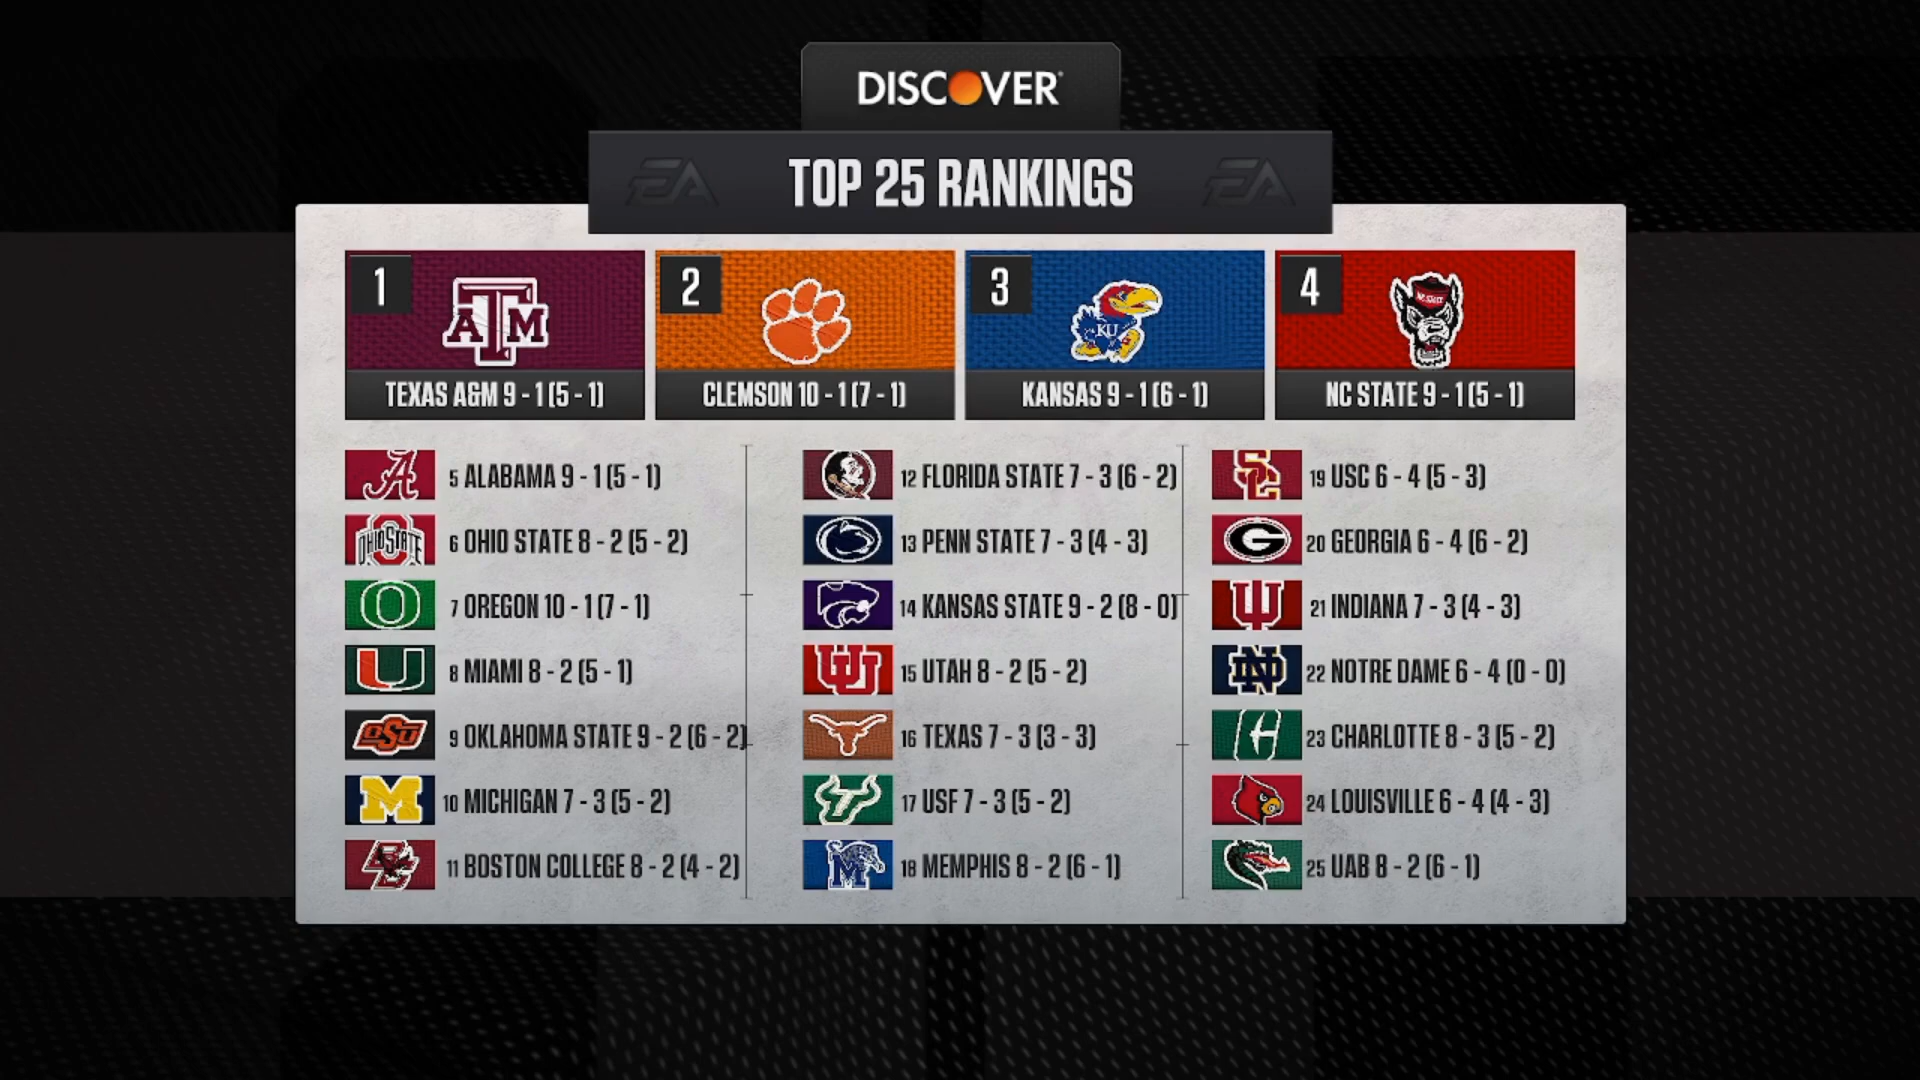 DISCOVER
EA TOP 25 RANKINGS EA
1
TEXAS A&M 9 - 1 (5 - 1)
2
CLEMSON 10 - 1 (7 - 1)
3
KU
KANSAS 9 - 1 (6 - 1)
4
NC STATE
NC STATE 9 - 1 (5 - 1)
5 ALABAMA 9 - 1 (5 - 1)
OHIO STATE
6 OHIO STATE 8 - 2 (5 - 2)
7 OREGON 10 - 1 (7 - 1)
8 MIAMI 8 - 2 (5 - 1)
OSU
9 OKLAHOMA STATE 9 - 2 (6 - 2)
10 MICHIGAN 7 - 3 (5 - 2)
11 BOSTON COLLEGE 8 - 2 (4 - 2)
12 FLORIDA STATE 7 - 3 (6 - 2)
13 PENN STATE 7 - 3 (4 - 3)
14 KANSAS STATE 9 - 2 (8 - 0)
15 UTAH 8 - 2 (5 - 2)
16 TEXAS 7 - 3 (3 - 3)
17 USF 7 - 3 (5 - 2)
18 MEMPHIS 8 - 2 (6 - 1)
19 USC 6 - 4 (5 - 3)
20 GEORGIA 6 - 4 (6 - 2)
21 INDIANA 7 - 3 (4 - 3)
22 NOTRE DAME 6 - 4 (0 - 0)
23 CHARLOTTE 8 - 3 (5 - 2)
24 LOUISVILLE 6 - 4 (4 - 3)
25 UAB 8 - 2 (6 - 1)